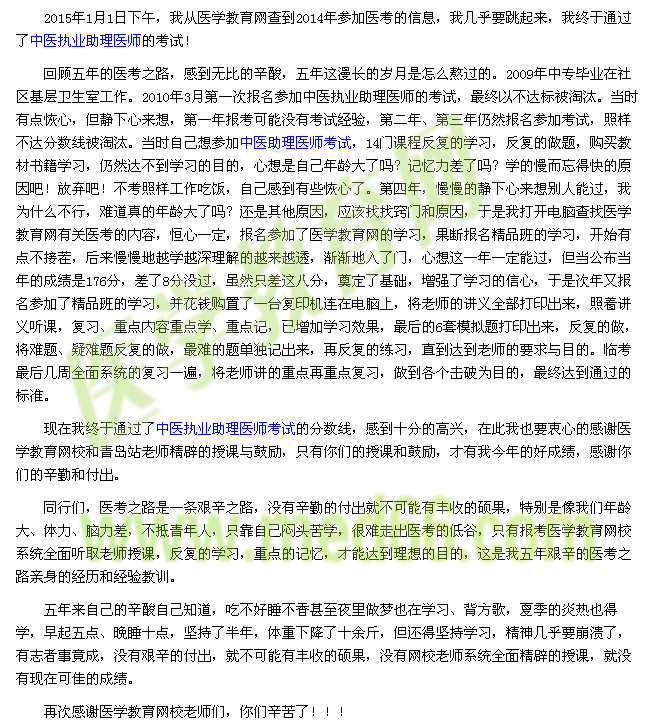 2015年1月1日下午，我从医学教育网查到2014年参加医考的信息，我几乎要跳起来，我终于通过
了中医执业助理医师的考试！
回顾五年的医考之路，感到无比的辛酸，五年这漫长的岁月是怎么熬过的。2009年中专毕业在社
区基层卫生室工作。2010年3月第一次报名参加中医执业助理医师的考试，最终以不达标被淘汰。当时
有点恢心，但静下心来想，第一年报考可能没有考试经验，第二年、第三年仍然报名参加考试，照样
不达分数线被淘汰。当时自己想参加中医助理医师考试，14门课程反复的学习，反复的做题，购买教
材书籍学习，仍然达不到学习的目的，心想是自己年龄大了吗？记忆力差了吗？学的慢而忘得快的原
因吧！放弃吧！不考照样工作吃饭，自己感到有些恢心了。第四年，慢慢的静下心来想别人能过，我
为什么不行，难道真的年龄大了吗？还是其他原因，应该找找窍门和原因，于是我打开电脑查找医学
教育网有关医考的内容，恒心一定，报名参加了医学教育网的学习，果断报名精品班的学习，开始有
点不接茬，后来慢慢地越学越深理解的越来越透，渐渐地入了门，心想这一年一定能过，但当公布当
年的成绩是176分，差了8分没过，虽然只差这八分，奠定了基础，增强了学习的信心，于是次年又报
名参加了精品班的学习，并花钱购置了一台复印机连在电脑上，将老师的讲义全部打印出来，照着讲
义听课，复习、重点内容重点学、重点记，已增加学习效果，最后的6套模拟题打印出来，反复的做，
将难题、疑难题反复的做，最难的题单独记出来，再反复的练习，直到达到老师的要求与目的。临考
最后几周全面系统的复习一遍，将老师讲的重点再重点复习，做到各个击破为目的，最终达到通过的
标准。
现在我终于通过了中医执业助理医师考试的分数线，感到十分的高兴，在此我也要衷心的感谢医
学教育网校和青岛站老师精辟的授课与鼓励，只有你们的授课和鼓励，才有我今年的好成绩，感谢你
们的辛勤和付出。
同行们，医考之路是一条艰辛之路，没有辛勤的付出就不可能有丰收的硕果，特别是像我们年龄
大、体力、脑力差，不抵青年人，只靠自己闷头苦学，很难走出医考的低谷，只有报考医学教育网校
系统全面听取老师授课，反复的学习，重点的记忆，才能达到理想的目的，这是我五年艰辛的医考之
路亲身的经历和经验教训。
五年来自己的辛酸自己知道，吃不好睡不香甚至夜里做梦也在学习、背方歌，夏季的炎热也得
学，早起五点、晚睡十点，坚持了半年，体重下降了十余斤，但还得坚持学习，精神几乎要崩溃了，
有志者事竟成，没有艰辛的付出，就不可能有丰收的硕果，没有网校老师系统全面精辟的授课，就没
有现在可佳的成绩。
再次感谢医学教育网校老师们，你们辛苦了！！！
医学教育网
www.med66.com